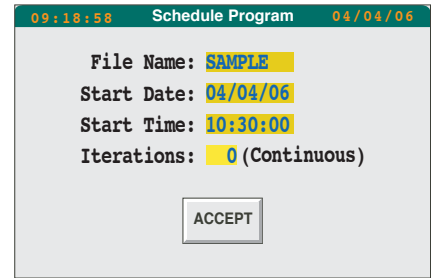 09:18:58 Schedule Program 04/04/06
File Name: SAMPLE
Start Date: 04/04/06
Start Time: 10:30:00
Iterations: 0 (Continuous)
ACCEPT